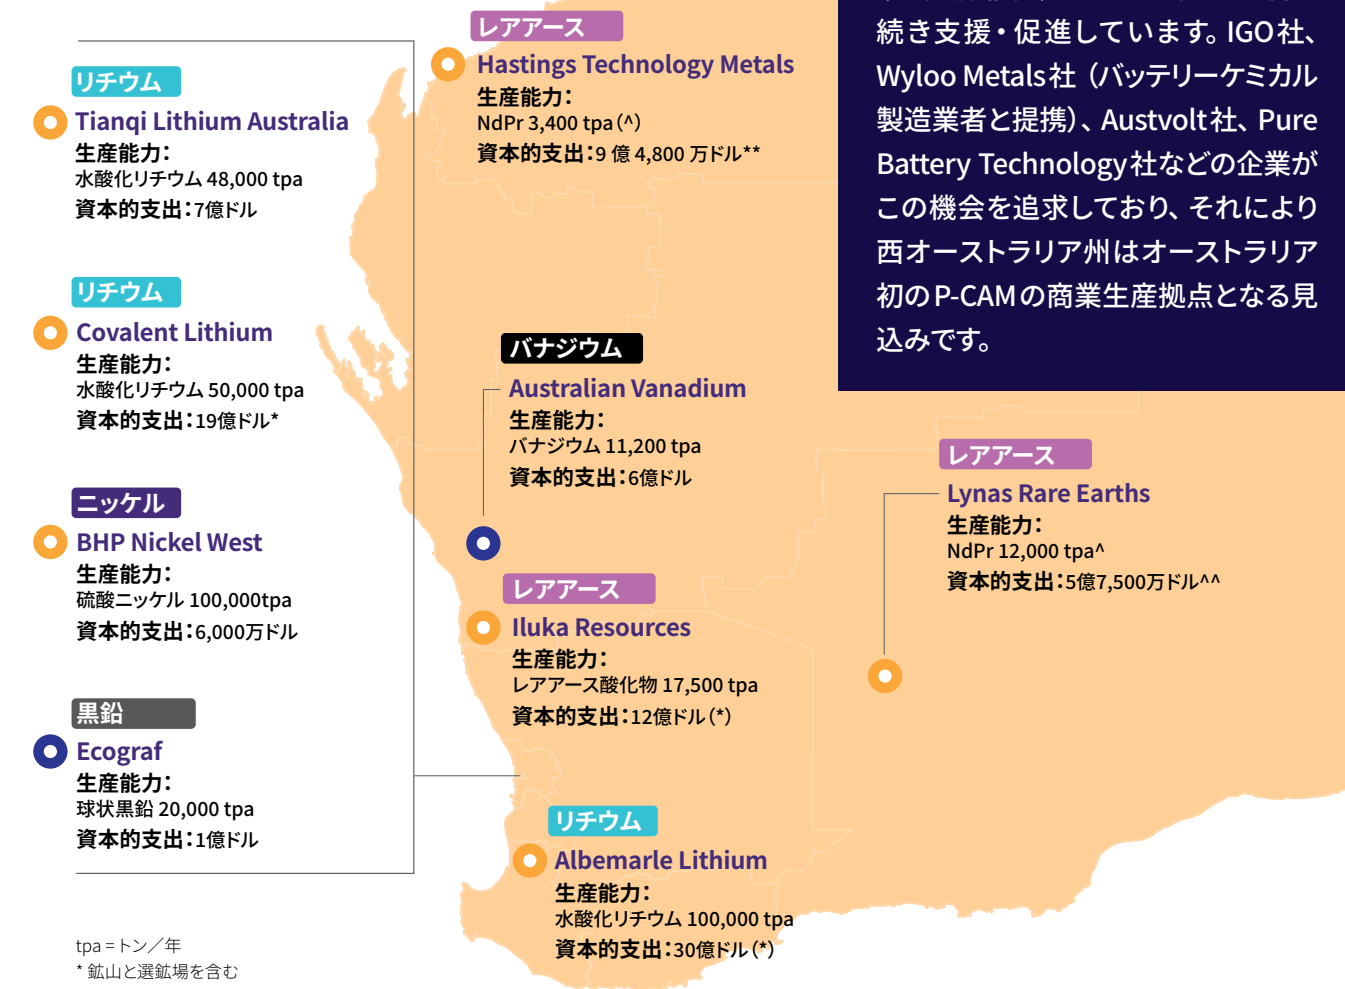 リチウム
Tianqi Lithium Australia
生産能力：
水酸化リチウム 48,000 tpa
資本的支出：7億ドル
リチウム
Covalent Lithium
生産能力：
水酸化リチウム 50,000 tpa
資本的支出：19億ドル*
ニッケル
BHP Nickel West
生産能力：
硫酸ニッケル 100,000tpa
資本的支出：6,000万ドル
黒鉛
Ecograf
生産能力：
球状黒鉛 20,000 tpa
資本的支出：1億ドル
tpa =トン／年
* 鉱山と選鉱場を含む
レアアース
Hastings Technology Metals
生産能力：
NdPr 3,400 tpa（^）
資本的支出：9 億 4,800 万ドル**
バナジウム
Australian Vanadium
生産能力：
バナジウム 11,200 tpa
資本的支出：6億ドル
レアアース
Iluka Resources
生産能力：
レアアース酸化物 17,500 tpa
資本的支出：12億ドル（*）
リチウム
Albemarle Lithium
生産能力：
水酸化リチウム 100,000 tpa
資本的支出：30億ドル（*）
続き支援・促進しています。IGO社、
Wyloo Metals社（バッテリーケミカル
製造業者と提携）、Austvolt社、Pure
Battery Technology社などの企業が
この機会を追求しており、それにより
西オーストラリア州はオーストラリア
初のP-CAMの商業生産拠点となる見
込みです。
レアアース
Lynas Rare Earths
生産能力：
NdPr 12,000 tpa^
資本的支出：5億7,500万ドル^^